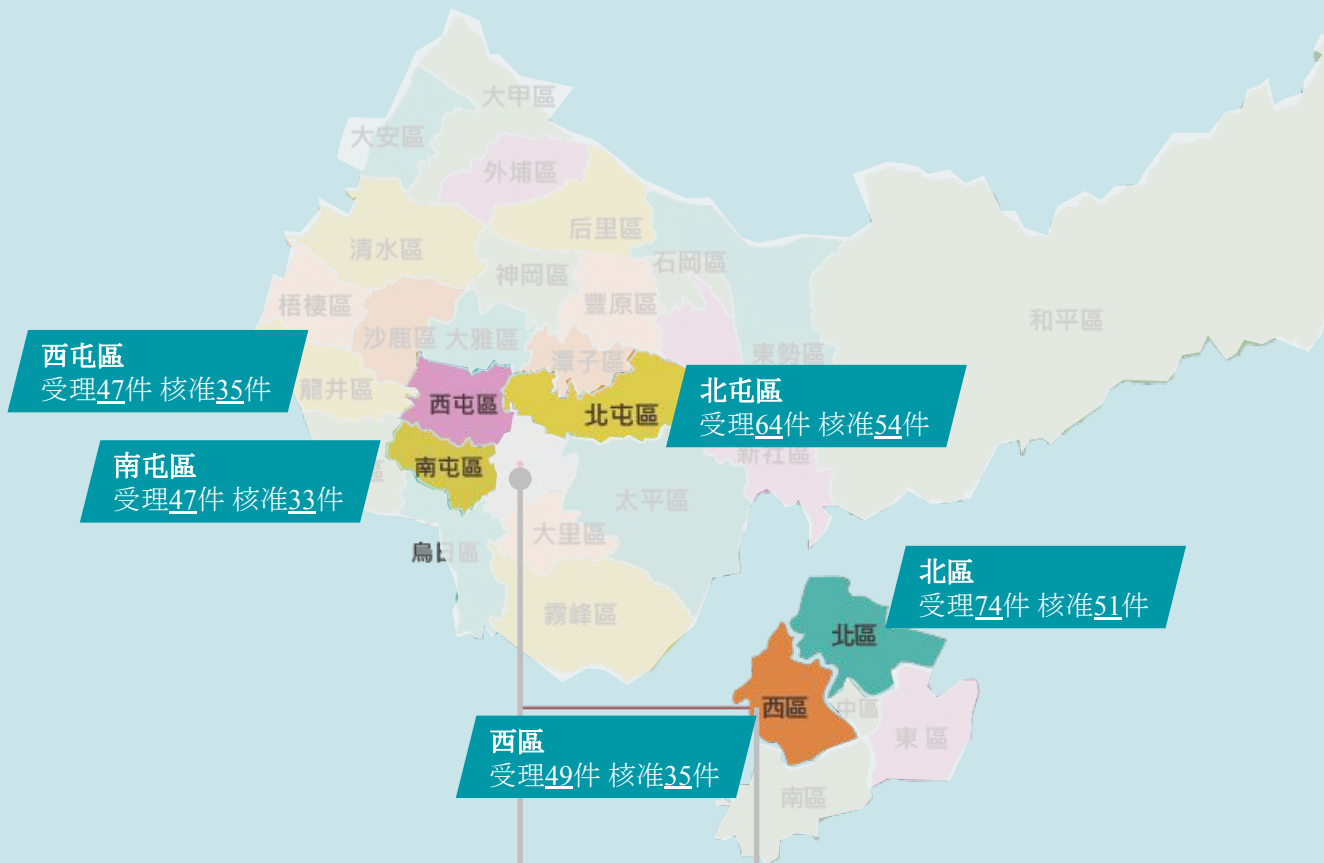 大甲區
大安區
外埔區
后里區
清水區
神岡區
石岡區
梧棲區
豐原區
和平區
沙鹿區
大雅區
潭子區
東勢區
龍井區
西屯區
受理47件 核准35件
西屯區
北屯區
北屯區
受理64件 核准54件
新社區
南屯區
受理47件 核准33件
南屯區
區
太平區
大里區
烏日區
霧峰區
北區
受理74件 核准51件
北區
西區
中區
東區
西區
受理49件 核准35件
南區